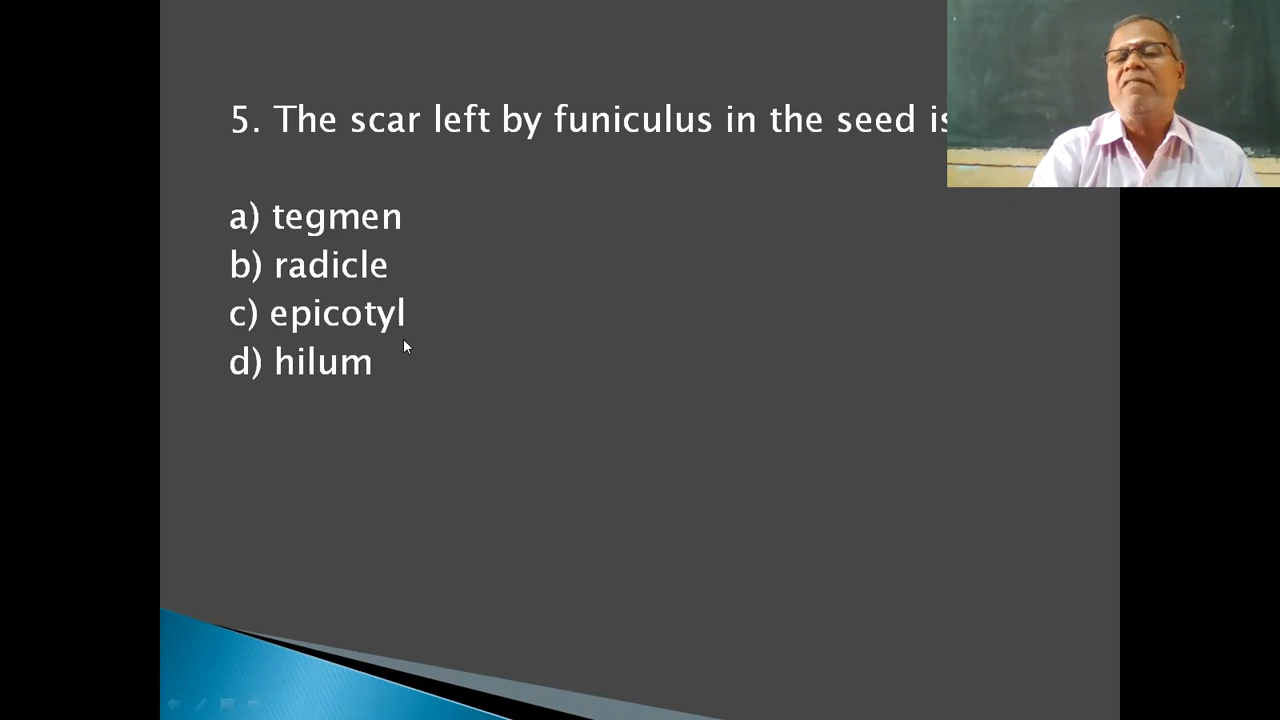 5. The scar left by funiculus in the seed is
a) tegmen
b) radicle
c) epicotyl
d) hilum